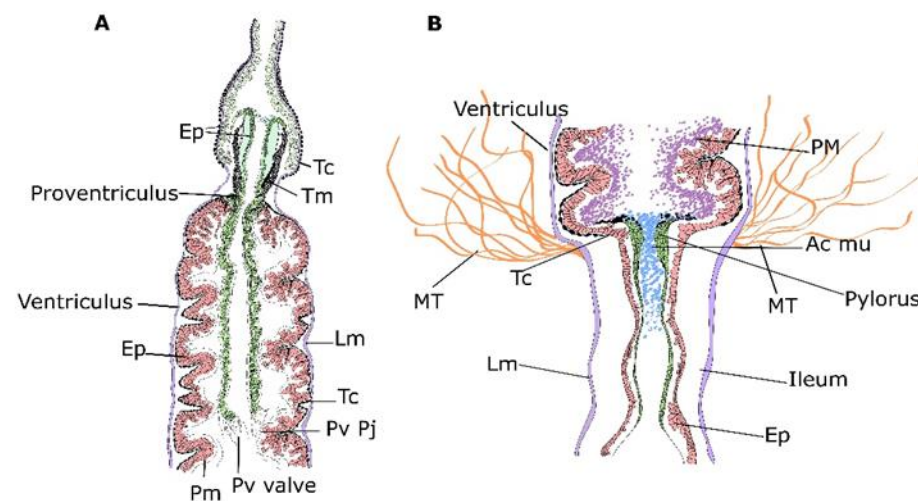 A
Ep
Tc
Tm
Proventriculus
Ventriculus
Ep
Lm
Tc
Pv Pj
Pv valve
Pm
B
Ventriculus
PM
Ac mu
MT
Tc
MT
Pylorus
Lm
Ileum
Ep